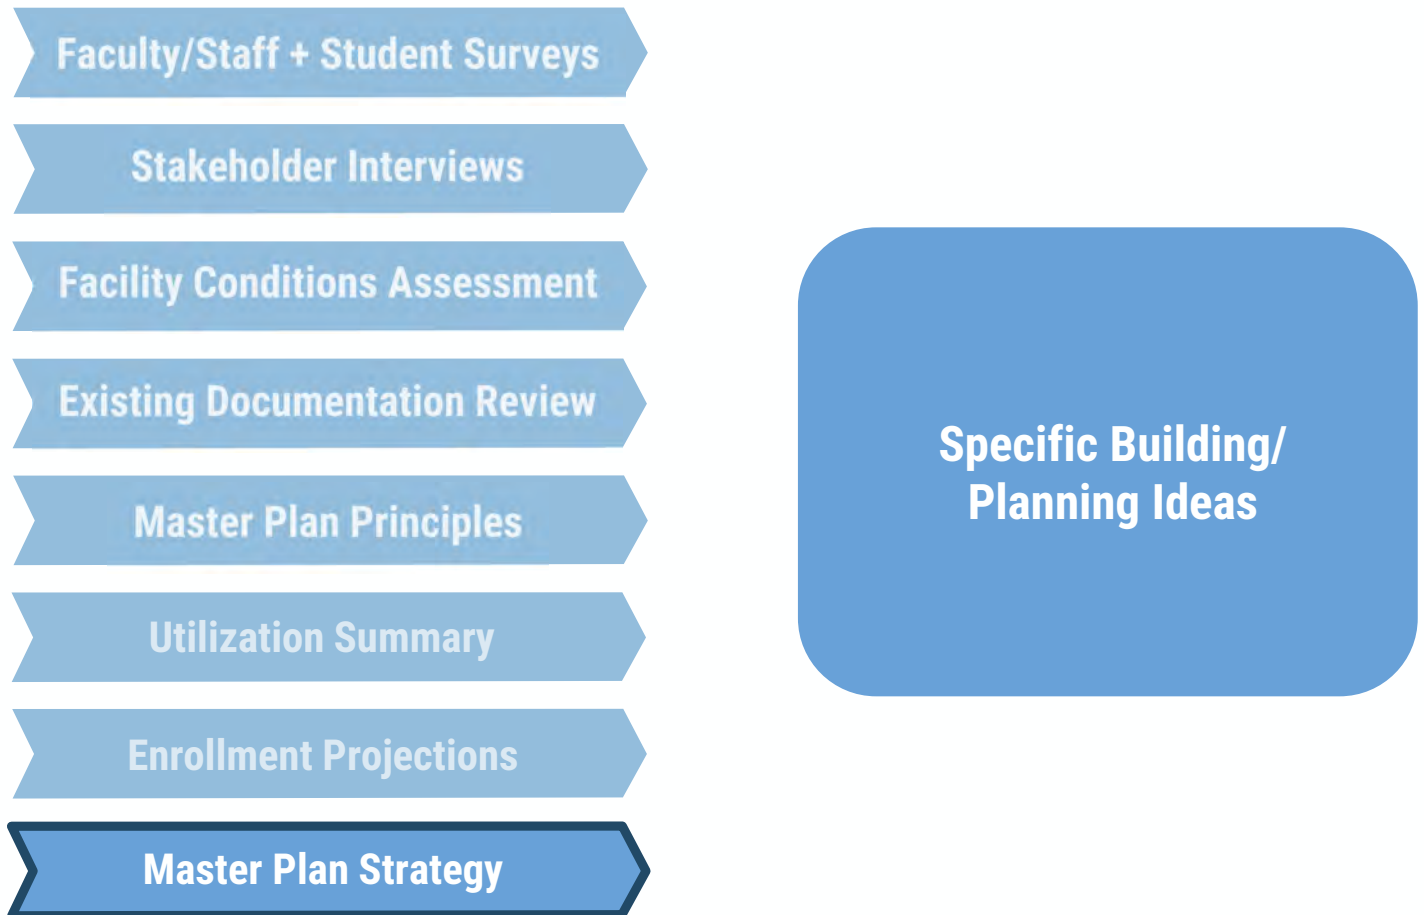 Faculty/Staff + Student Surveys
Stakeholder Interviews
Facility Conditions Assessment
Existing Documentation Review
Master Plan Principles
Utilization Summary
Enrollment Projections
Master Plan Strategy
Specific Building/
Planning Ideas